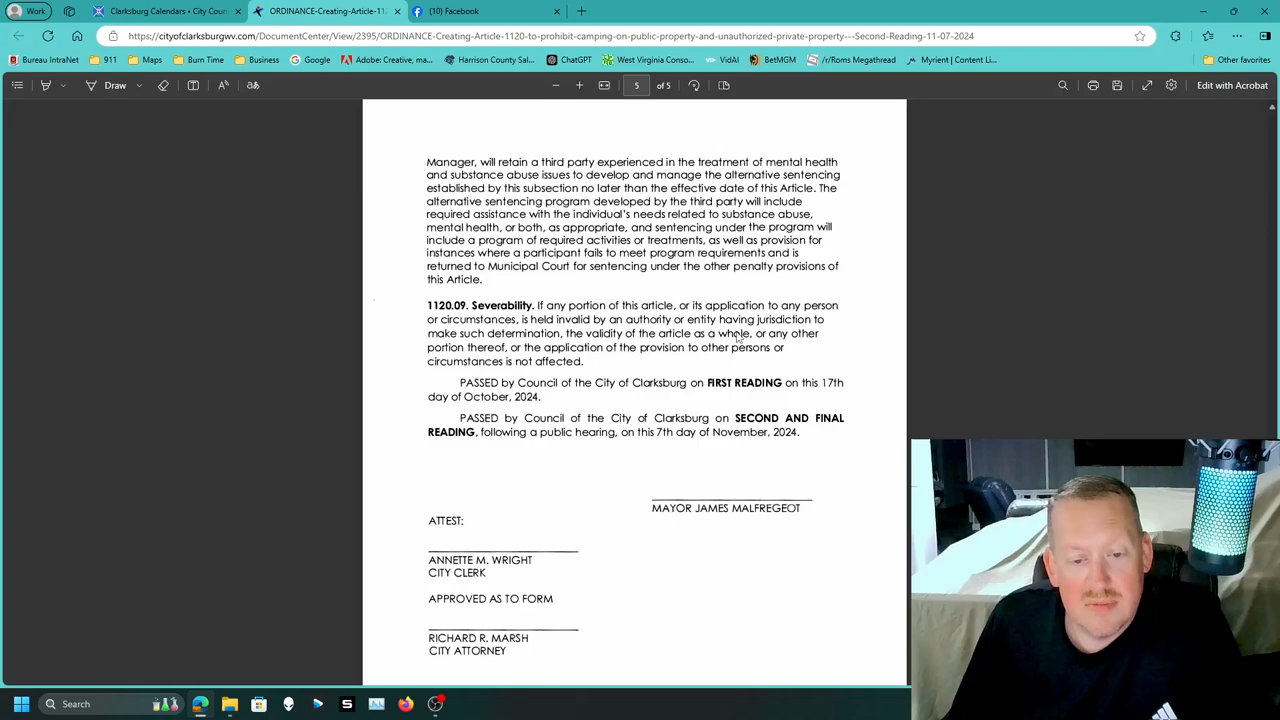 Work
Clarksburg Calendars • City Coun
ORDINANCE-Creating-Article-112
(10) Facebook
https://cityofclarksburgwv.com/DocumentCenter/View/2395/ORDINANCE-Creating-Article-1120-to-prohibit-camping-on-public-property-and-unauthorized-private-property---Second-Reading-11-07-2024
Bureau IntraNet
911
Maps
Burn Time
Business
Google
Adobe: Creative, ma...
Harrison County Sal...
ChatGPT
West Virginia Conso...
VidAI
BetMGM
/r/Roms Megathread
Myrient | Content Li...
Other favorites
Draw
5 of 5
Edit with Acrobat
Manager, will retain a third party experienced in the treatment of mental health
and substance abuse issues to develop and manage the alternative sentencing
established by this subsection no later than the effective date of this Article. The
alternative sentencing program developed by the third party will include
required assistance with the individual's needs related to substance abuse,
mental health, or both, as appropriate, and sentencing under the program will
include a program of required activities or treatments, as well as provision for
instances where a participant fails to meet program requirements and is
returned to Municipal Court for sentencing under the other penalty provisions of
this Article.
1120.09. Severability. If any portion of this article, or its application to any person
or circumstances, is held invalid by an authority or entity having jurisdiction to
make such determination, the validity of the article as a whole, or any other
portion thereof, or the application of the provision to other persons or
circumstances is not affected.
PASSED by Council of the City of Clarksburg on FIRST READING on this 17th
day of October, 2024.
PASSED by Council of the City of Clarksburg on SECOND AND FINAL
READING, following a public hearing, on this 7th day of November, 2024.
MAYOR JAMES MALFREGEOT
ATTEST:
ANNETTE M. WRIGHT
CITY CLERK
APPROVED AS TO FORM
RICHARD R. MARSH
CITY ATTORNEY
Search